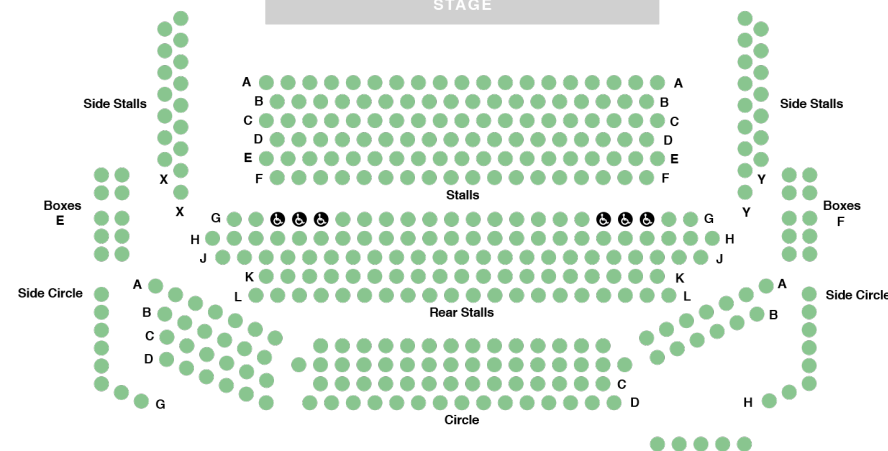 STAGE
Side Stalls
Side Stalls
A A
B B
C C
D D
E E
F F
Stalls
X
X
Y
Y
Boxes
E
Boxes
F
G G
H H
J J
K K
L L
Rear Stalls
Side Circle
Side Circle
A
B
C
D
G
A
B
C
D
H
Circle